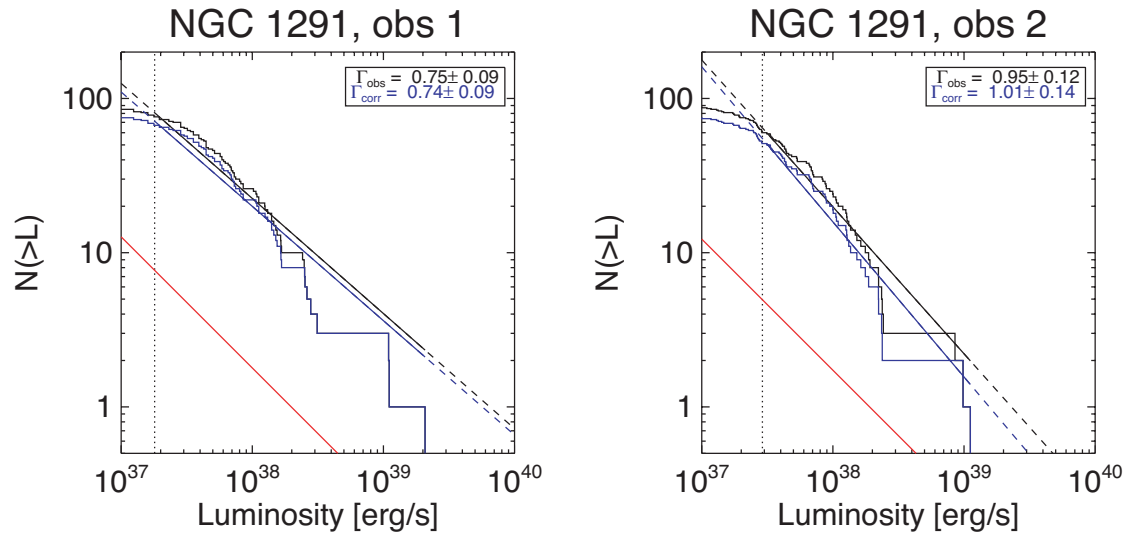 NGC 1291, obs 1
Γobs = 0.75± 0.09
Γcorr = 0.74± 0.09
100
10
1
N(>L)
10^37 10^38 10^39 10^40
Luminosity [erg/s]
NGC 1291, obs 2
Γobs = 0.95± 0.12
Γcorr = 1.01± 0.14
100
10
1
N(>L)
10^37 10^38 10^39 10^40
Luminosity [erg/s]